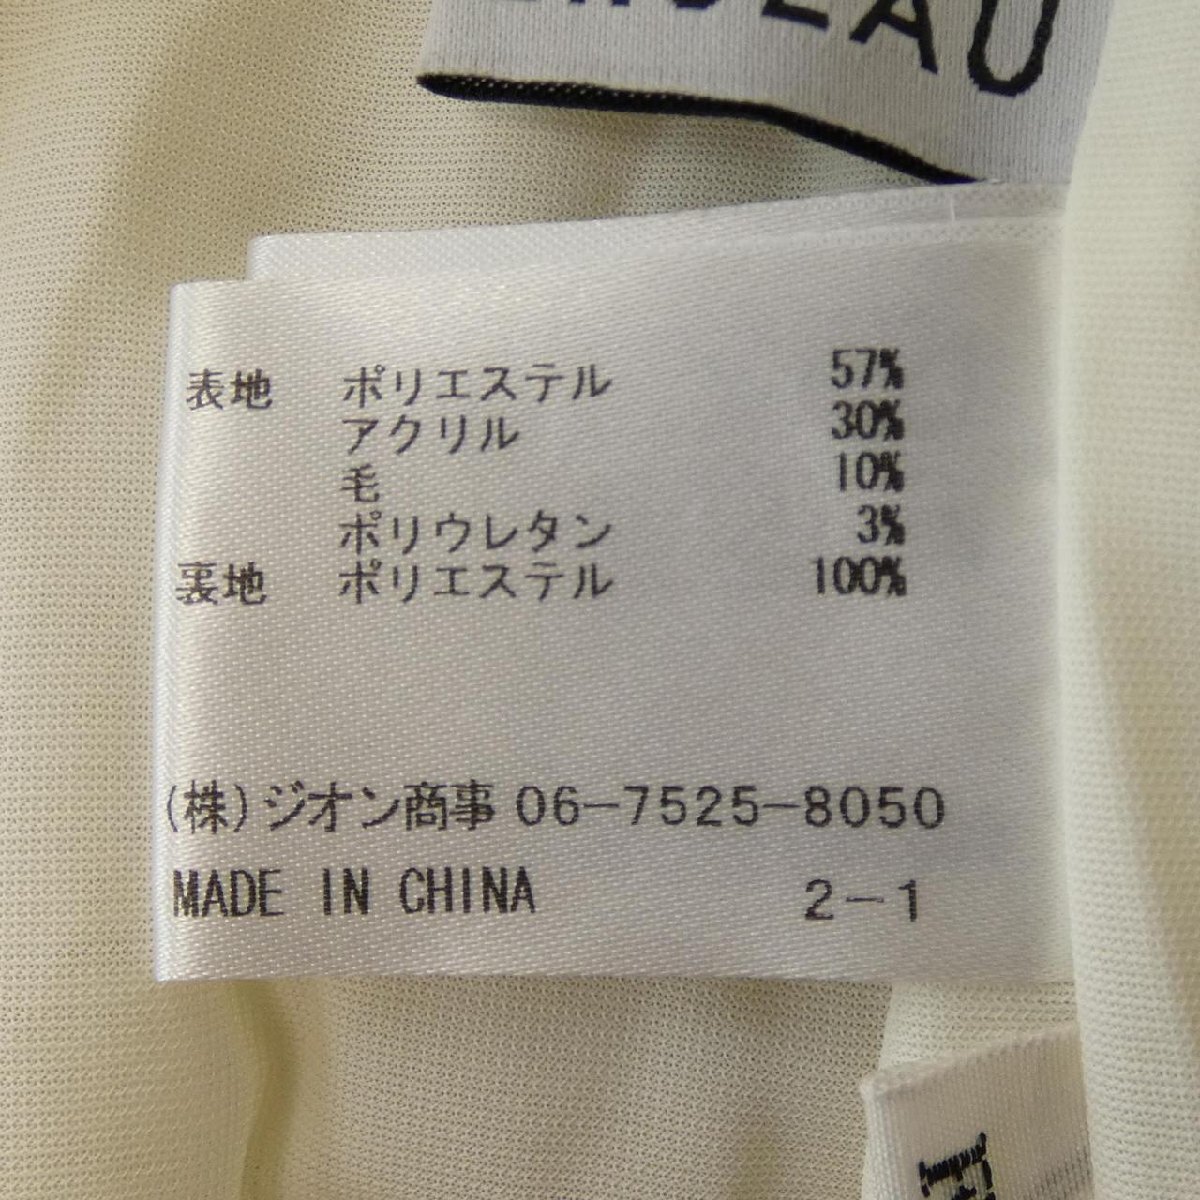 表地 ポリエステル 57%
アクリル 30%
毛 10%
ポリウレタン 3%
裏地 ポリエステル 100%
(株)ジオン商事 06-7525-8050
MADE IN CHINA 2-1